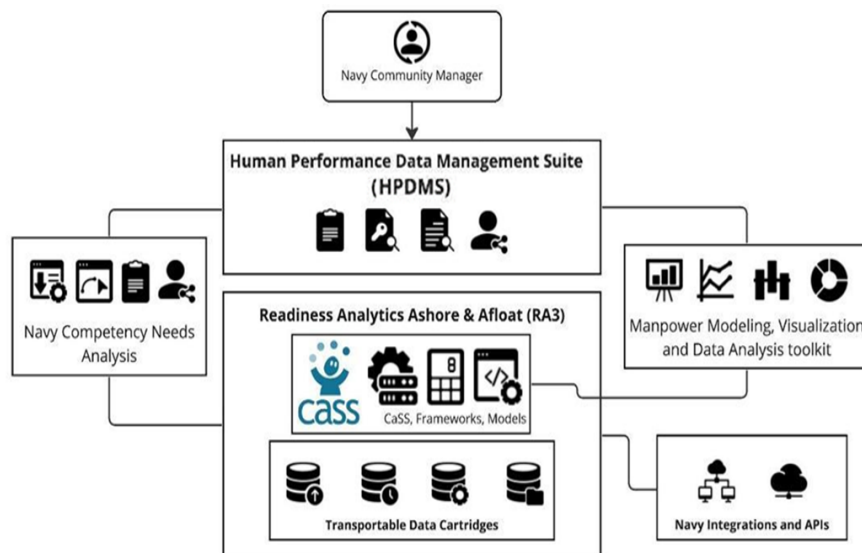 Navy Community Manager
Human Performance Data Management Suite
(HPDMS)
Navy Competency Needs
Analysis
Manpower Modeling, Visualization
and Data Analysis toolkit
Readiness Analytics Ashore & Afloat (RA3)
cass
8
</>
CaSS, Frameworks, Models
Transportable Data Cartridges
Navy Integrations and APIs